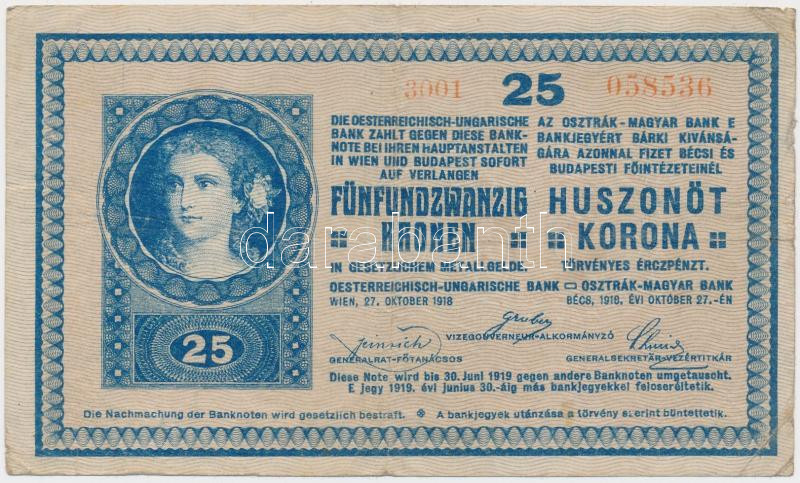 3001 25 058536
DIE OESTERREICHISCH-UNGARISCHE
BANK ZAHLT GEGEN DIESE BANK-
NOTE BEI IHREN HAUPTANSTALTEN
IN WIEN UND BUDAPEST SOFORT
AUF VERLANGEN
FÜNFUNDZWANZIG
KRONEN
IN GESETZLICHEM METALLGELDE.
AZ OSZTRÁK-MAGYAR BANK E
BANKJEGYÉRT BÁRKI KIVÁNSÁ-
GÁRA AZONNAL FIZET BÉCSI ÉS
BUDAPESTI FŐINTÉZETEINÉL
HUSZONÖT
KORONA
TÖRVÉNYES ÉRCZPÉNZT.
OESTERREICHISCH-UNGARISCHE BANK OSZTRÁK-MAGYAR BANK
WIEN, 27. OKTOBER 1918
BÉCS, 1918. ÉVI OKTÓBER 27.-ÉN
Gruber
VIZEGOUVERNEUR-ALKORMÁNYZÓ
GENERALRAT-FŐTANÁCSOS
GENERALSEKRETÄR-VEZÉRTITKÁR
25
Diese Note wird bis 30. Juni 1919 gegen andere Banknoten umgetauscht.
E jegy 1919. évi junius 30.-áig más bankjegyekkel felcseréltetik.
Die Nachmachung der Banknoten wird gesetzlich bestraft. A bankjegyek utánzása a törvény szerint büntettetik.
darabanth